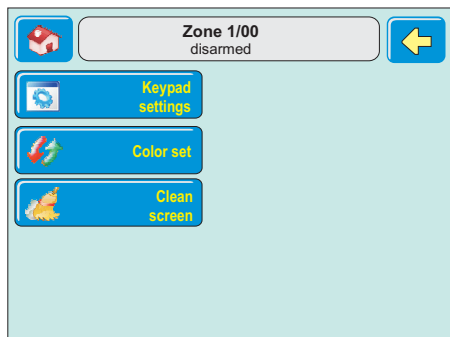 Zone 1/00
disarmed
Keypad
settings
Color set
Clean
screen